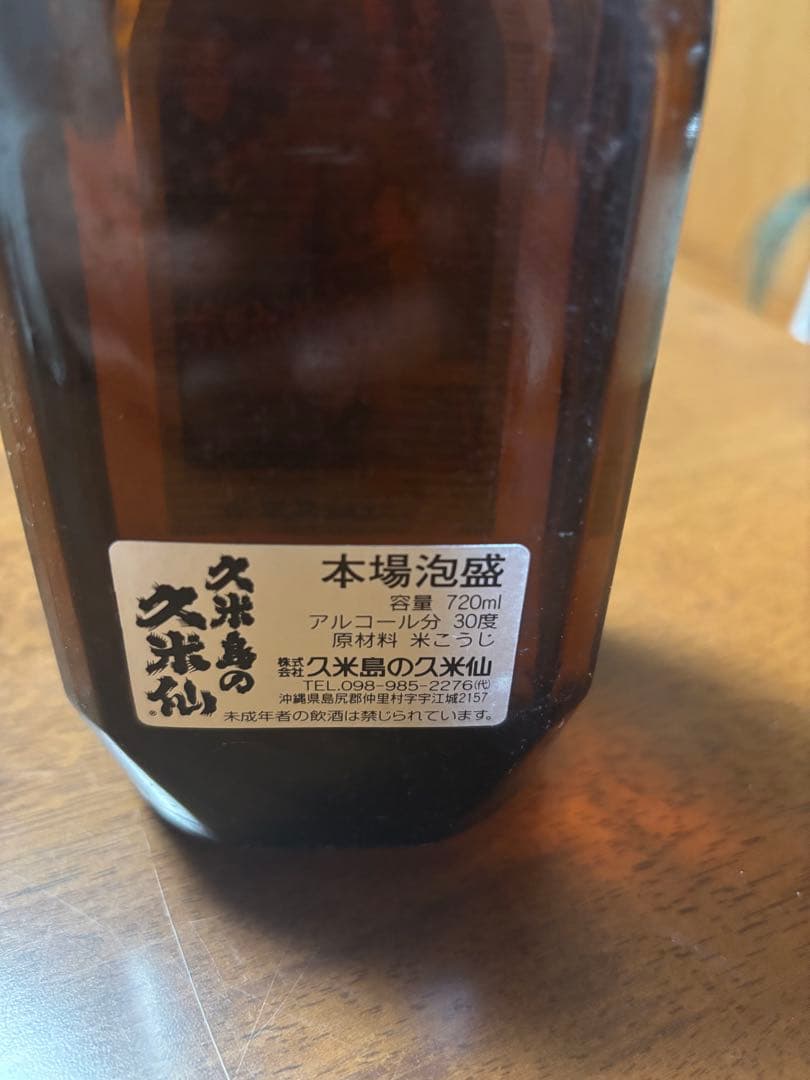 久米島の
久米仙
®
本場泡盛
容量 720ml
アルコール分 30度
原材料 米こうじ
株式会社 久米島の久米仙
TEL.098-985-2276㈹
沖縄県島尻郡仲里村字宇江城2157
未成年者の飲酒は禁じられています。